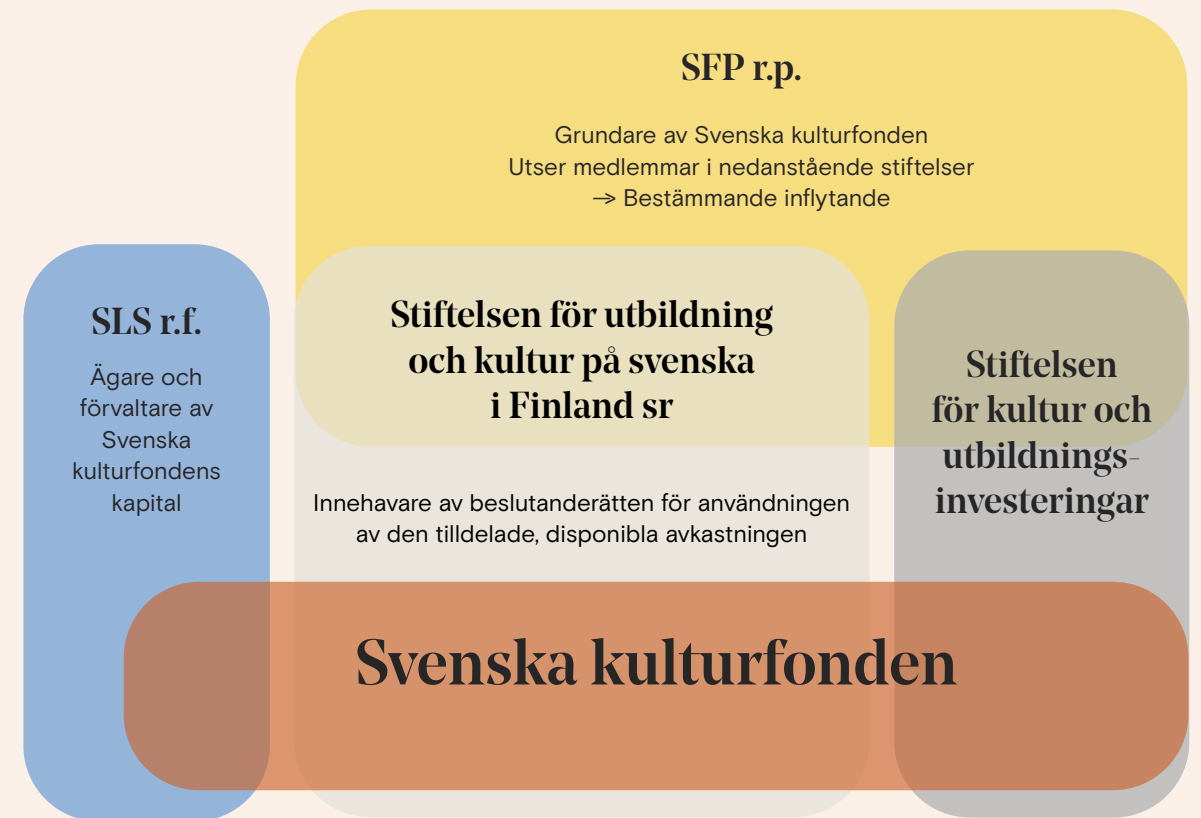 SFP r.p.
Grundare av Svenska kulturfonden
Utser medlemmar i nedanstående stiftelser
→ Bestämmande inflytande
SLS r.f.
Ägare och
förvaltare av
Svenska
kulturfondens
kapital
Stiftelsen för utbildning
och kultur på svenska
i Finland sr
Innehavare av beslutanderätten för användningen
av den tilldelade, disponibla avkastningen
Stiftelsen
för kultur och
utbildnings-
investeringar
Svenska kulturfonden